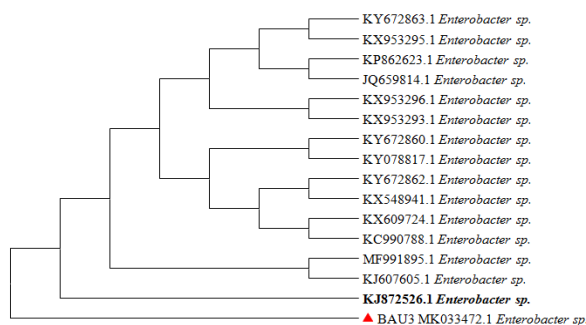 KY672863.1 Enterobacter sp.
KX953295.1 Enterobacter sp.
KP862623.1 Enterobacter sp.
JQ659814.1 Enterobacter sp.
KX953296.1 Enterobacter sp.
KX953293.1 Enterobacter sp.
KY672860.1 Enterobacter sp.
KY078817.1 Enterobacter sp.
KY672862.1 Enterobacter sp.
KX548941.1 Enterobacter sp.
KX609724.1 Enterobacter sp.
KC990788.1 Enterobacter sp.
MF991895.1 Enterobacter sp.
KJ607605.1 Enterobacter sp.
KJ872526.1 Enterobacter sp.
BAU3 MK033472.1 Enterobacter sp.